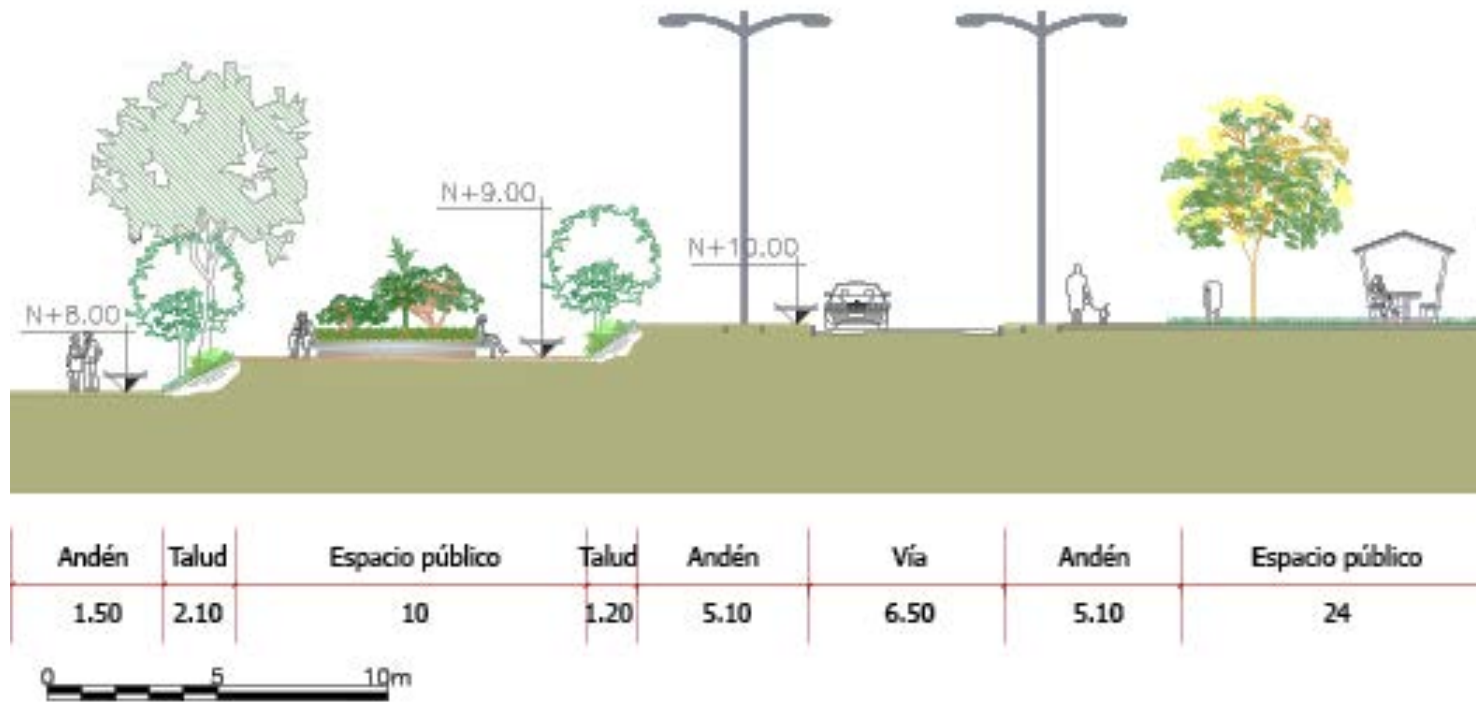 N+9.00
N+10.00
N+8.00
Andén Talud Espacio público Talud Andén Vía Andén Espacio público
1.50 2.10 10 1.20 5.10 6.50 5.10 24
0 5 10m